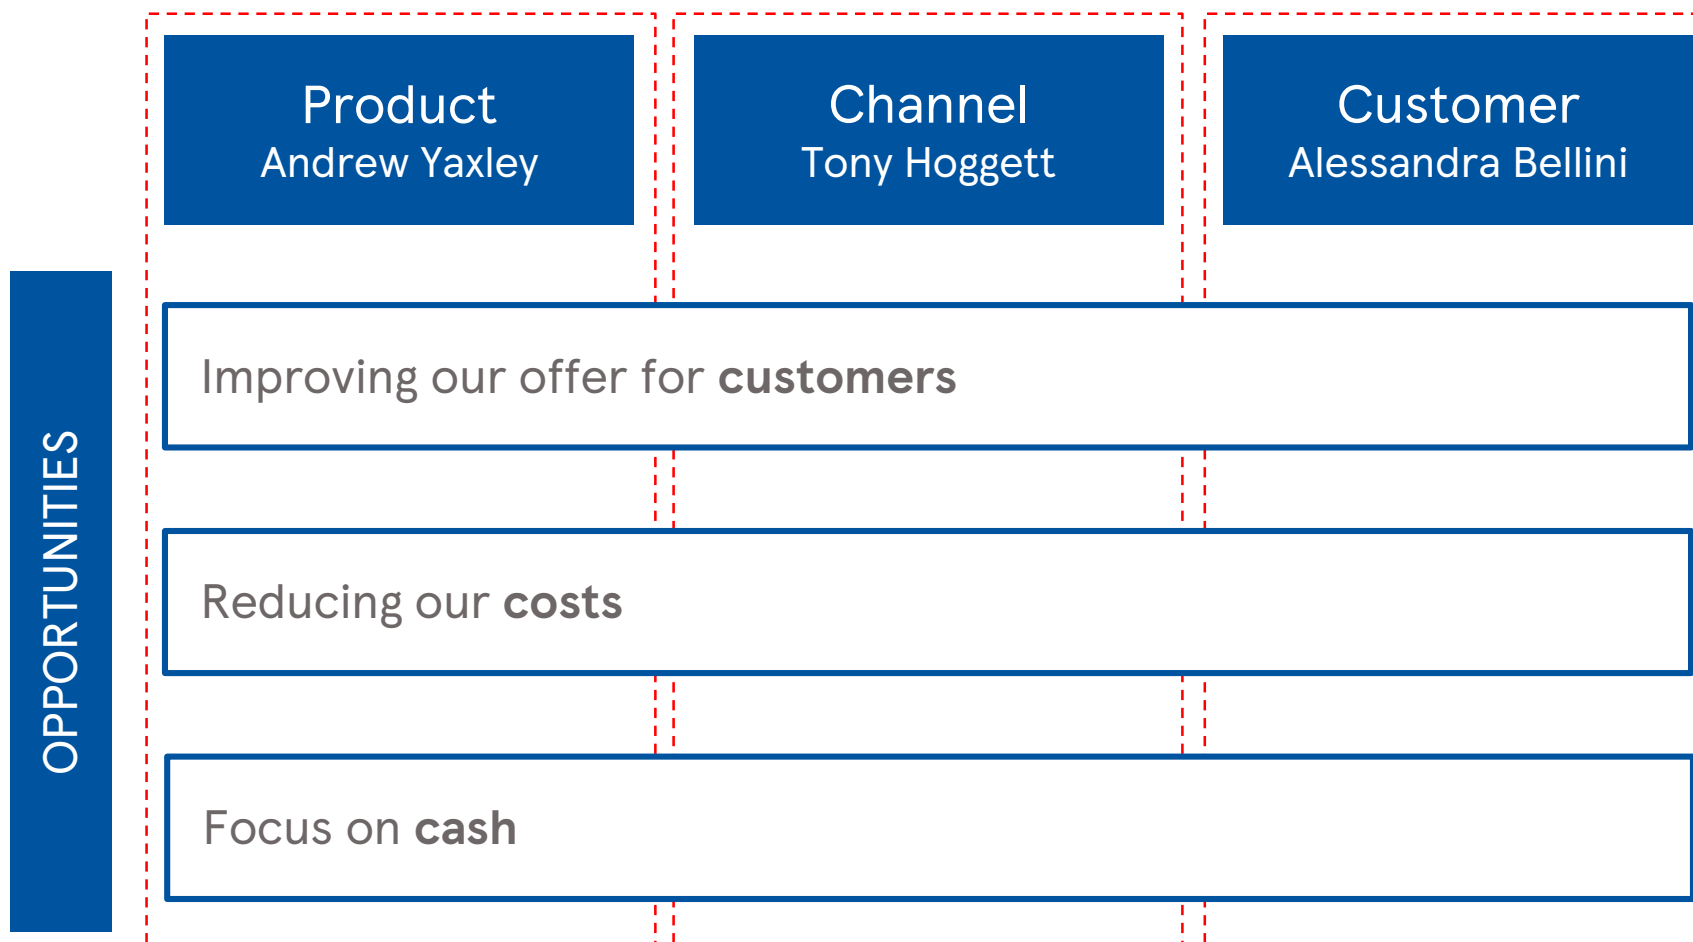 Product
Andrew Yaxley
Channel
Tony Hoggett
Customer
Alessandra Bellini
OPPORTUNITIES
Improving our offer for customers
Reducing our costs
Focus on cash